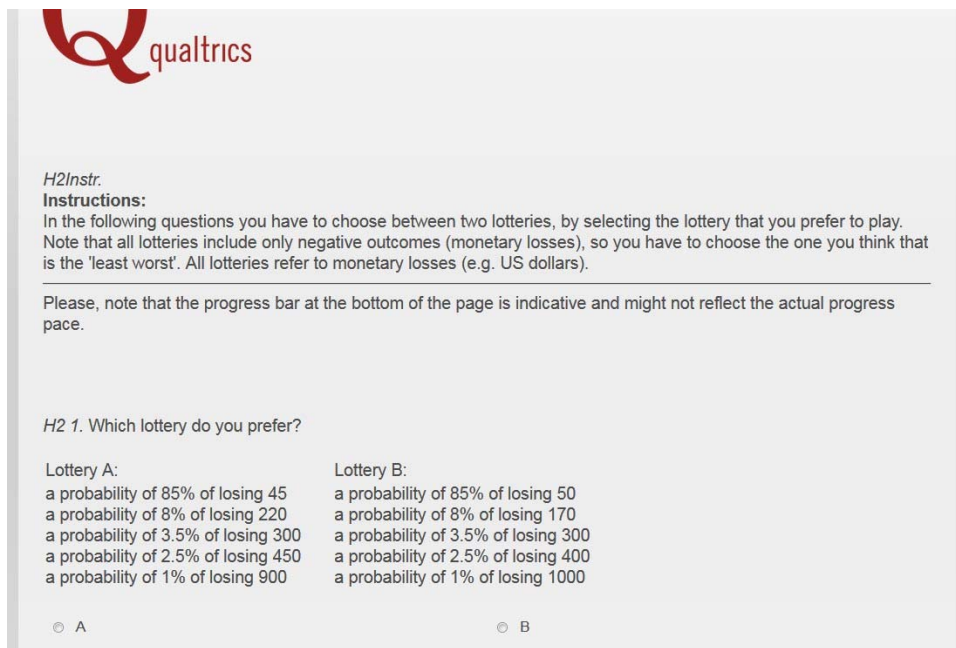 qualtrics
H2Instr.
Instructions:
In the following questions you have to choose between two lotteries, by selecting the lottery that you prefer to play.
Note that all lotteries include only negative outcomes (monetary losses), so you have to choose the one you think that
is the 'least worst'. All lotteries refer to monetary losses (e.g. US dollars).
Please, note that the progress bar at the bottom of the page is indicative and might not reflect the actual progress
pace.
H2 1. Which lottery do you prefer?
Lottery A:
a probability of 85% of losing 45
a probability of 8% of losing 220
a probability of 3.5% of losing 300
a probability of 2.5% of losing 450
a probability of 1% of losing 900
Lottery B:
a probability of 85% of losing 50
a probability of 8% of losing 170
a probability of 3.5% of losing 300
a probability of 2.5% of losing 400
a probability of 1% of losing 1000
A
B